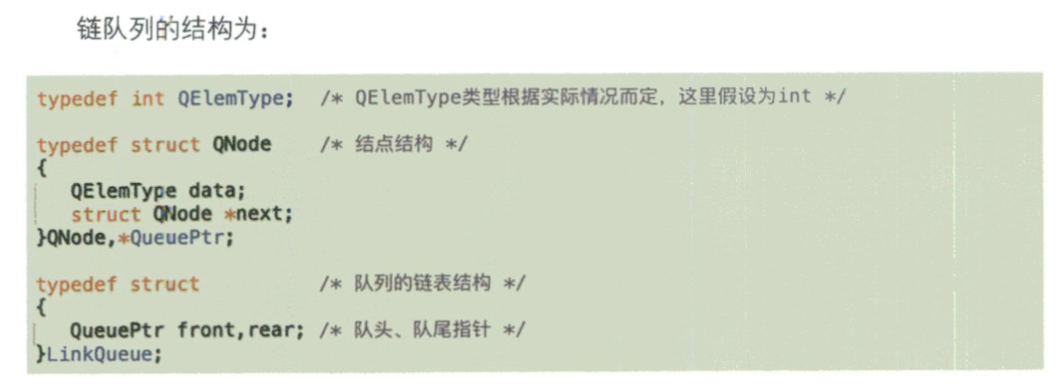 链队列的结构为：
typedef int QElemType; /* QElemType类型根据实际情况而定，这里假设为int */
typedef struct QNode /* 结点结构 */
{
QElemType data;
struct QNode *next;
}QNode,*QueuePtr;
typedef struct /* 队列的链表结构 */
{
QueuePtr front,rear; /* 队头、队尾指针 */
}LinkQueue;